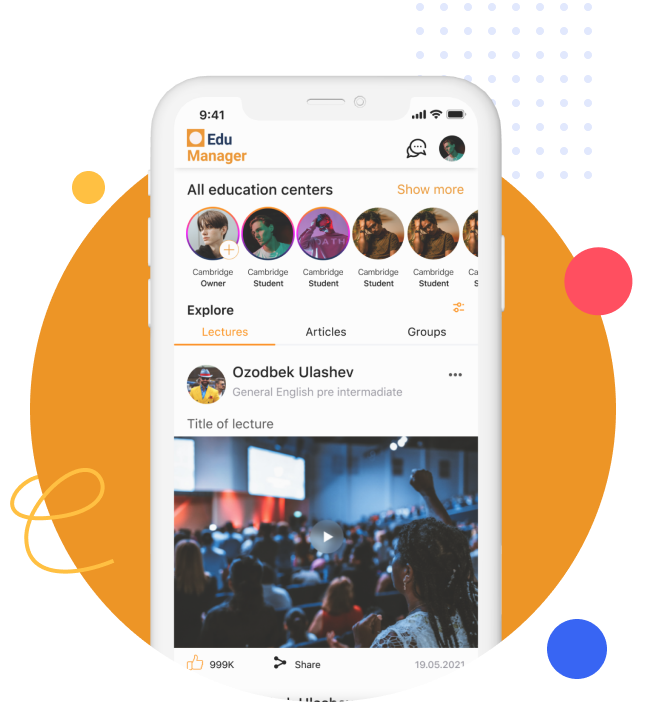 9:41
Edu
Manager
All education centers Show more
Cambridge Cambridge Cambridge Cambridge Cambridge
Owner Student Student Student Student
Explore
Lectures Articles Groups
Ozodbek Ulashev
General English pre intermadiate
Title of lecture
999K Share 19.05.2021